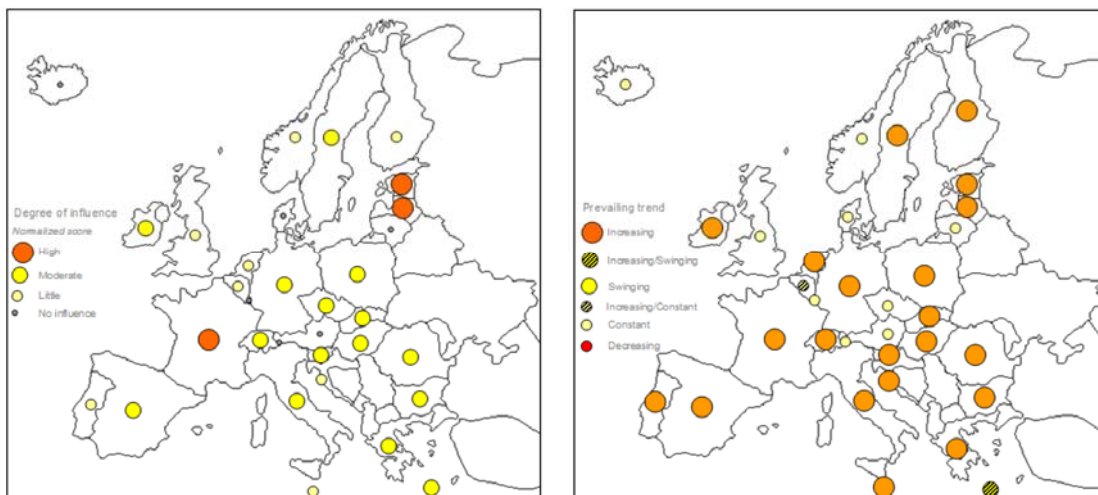 Degree of influence
Normalized score
High
Moderate
Little
No influence
Prevailing trend
Increasing
Increasing/Swinging
Swinging
Increasing/Constant
Constant
Decreasing